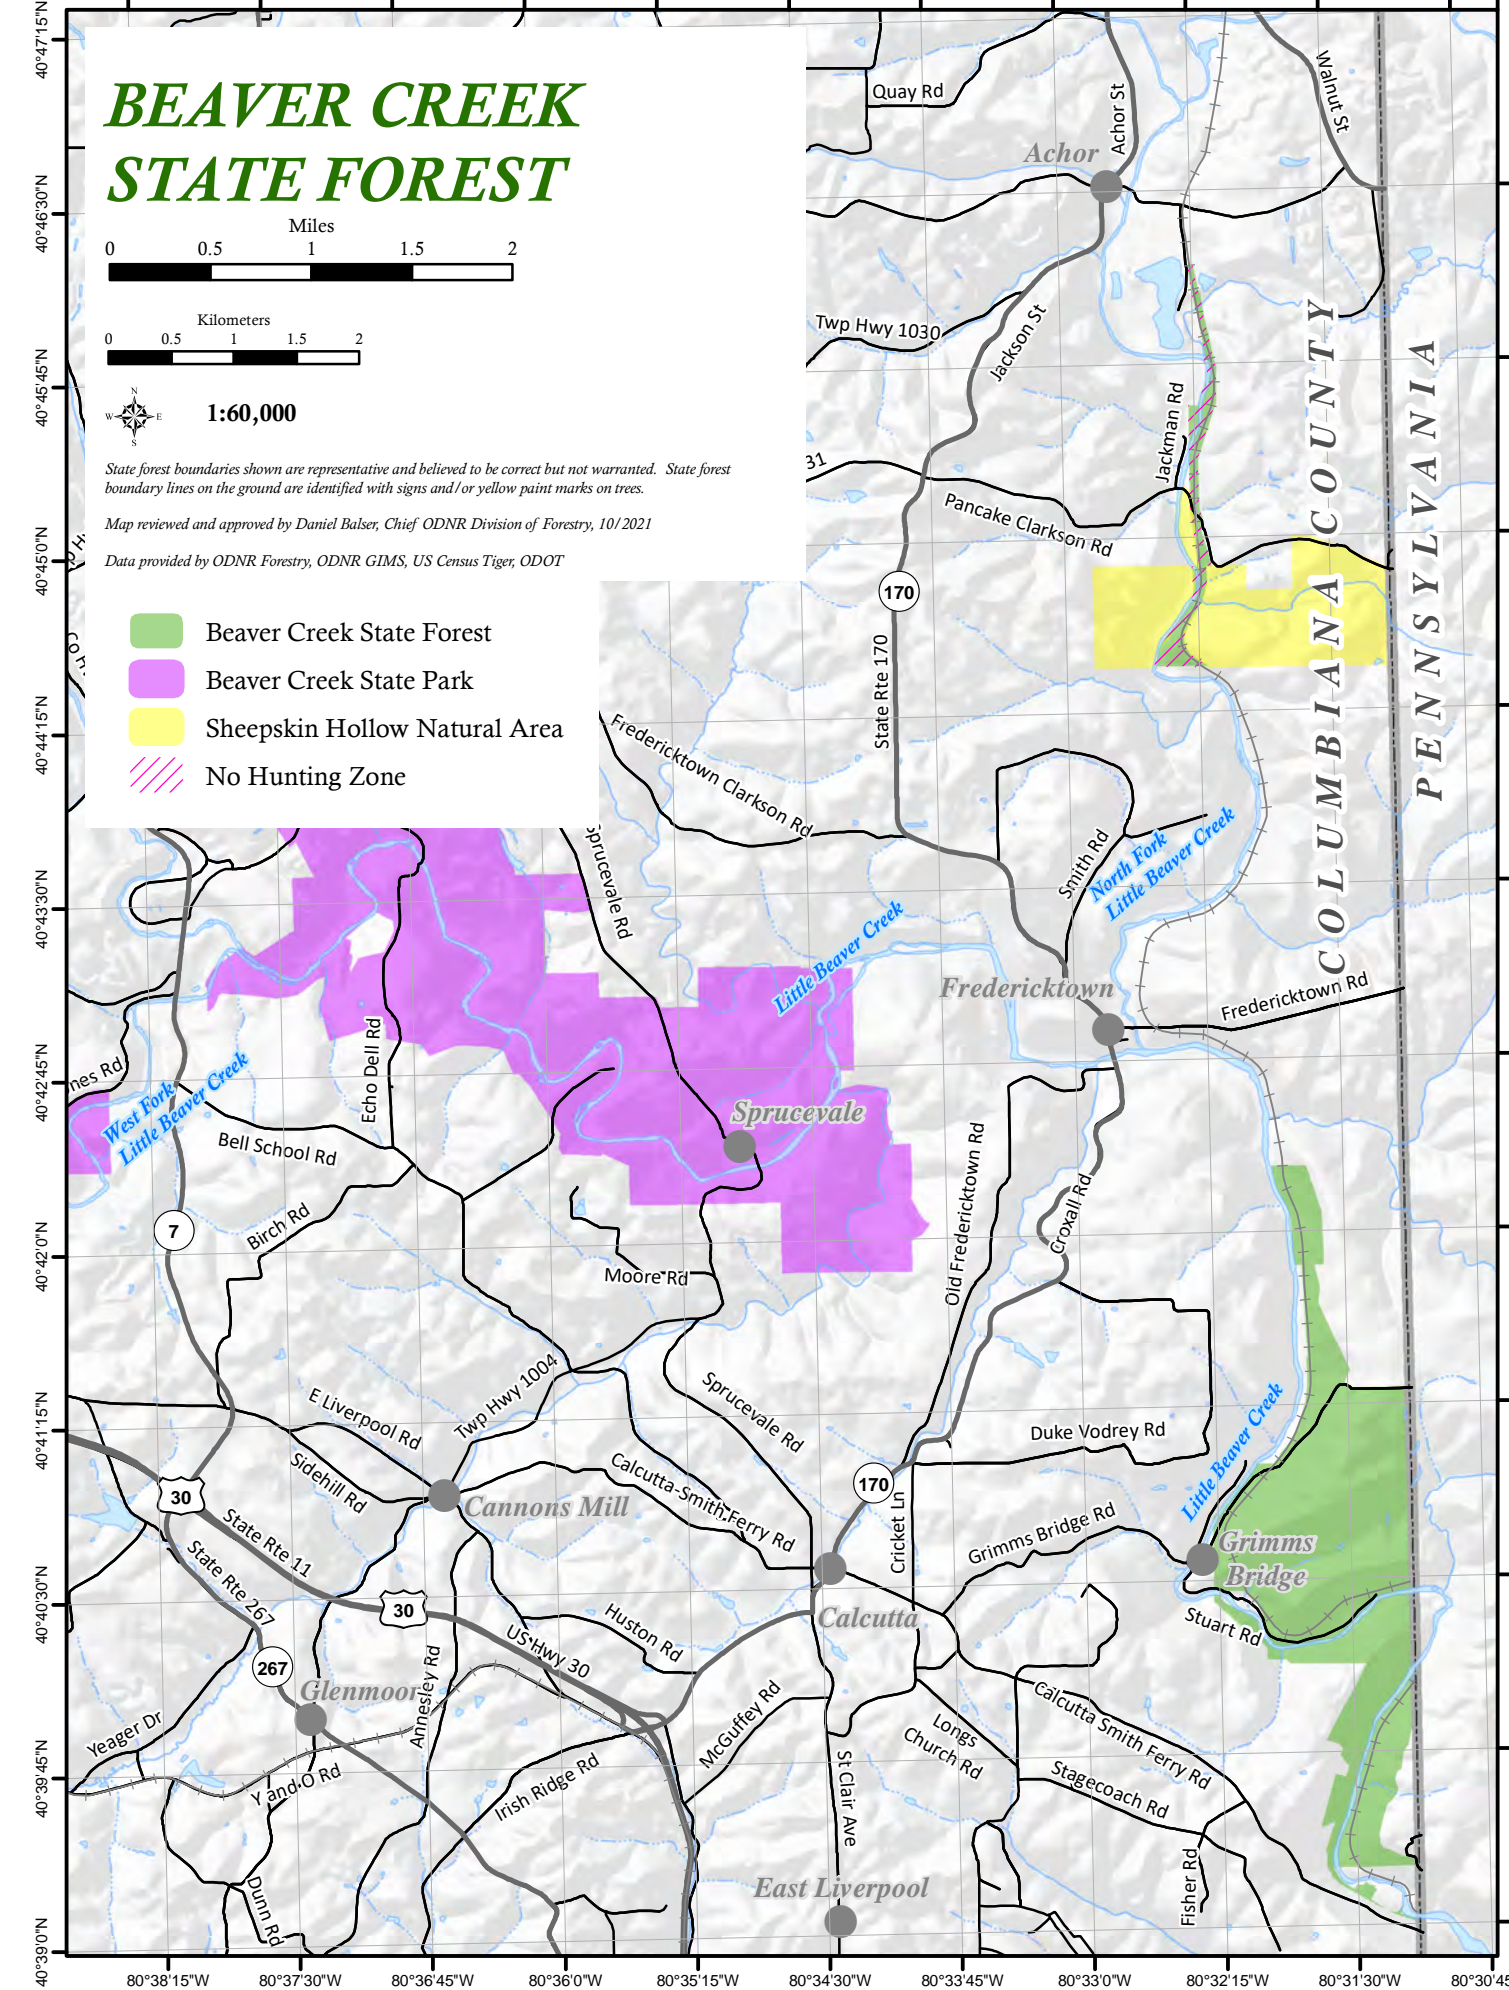 BEAVER CREEK
STATE FOREST
Miles
0 0.5 1 1.5 2
Kilometers
0 0.5 1 1.5 2
N
W E
S
1:60,000
State forest boundaries shown are representative and believed to be correct but not warranted. State forest
boundary lines on the ground are identified with signs and/or yellow paint marks on trees.
Map reviewed and approved by Daniel Balser, Chief ODNR Division of Forestry, 10/2021
Data provided by ODNR Forestry, ODNR GIMS, US Census Tiger, ODOT
Beaver Creek State Forest
Beaver Creek State Park
Sheepskin Hollow Natural Area
No Hunting Zone
Quay Rd
Achor St
Walnut St
Achor
Twp Hwy 1030
Jackson St
Jackman Rd
31
Pancake Clarkson Rd
170
State Rte 170
COLUMBIANA COUNTY
PENNSYLVANIA
Fredericktown Clarkson Rd
Smith Rd
North Fork
Little Beaver Creek
Sprucevale Rd
Little Beaver Creek
Fredericktown
Fredericktown Rd
Echo Dell Rd
nes Rd
West Fork
Little Beaver Creek
Sprucevale
Bell School Rd
Old Fredericktown Rd
Croxall Rd
7
Birch Rd
Moore Rd
Twp Hwy 1004
E Liverpool Rd
Sprucevale Rd
Little Beaver Creek
Duke Vodrey Rd
Sidehill Rd
Calcutta-Smith Ferry Rd
170
30
Cannons Mill
Cricket Ln
Grimms Bridge Rd
Grimms
Bridge
State Rte 11
State Rte 267
30
Calcutta
Huston Rd
US Hwy 30
Stuart Rd
267
Glenmoor
Annesley Rd
McGuffey Rd
Longs
Church Rd
Calcutta Smith Ferry Rd
Yeager Dr
Y and O Rd
Irish Ridge Rd
St Clair Ave
Stagecoach Rd
Dunn Rd
Fisher Rd
East Liverpool
40°47'15"N
40°46'30"N
40°45'45"N
40°45'0"N
40°44'15"N
40°43'30"N
40°42'45"N
40°42'0"N
40°41'15"N
40°40'30"N
40°39'45"N
40°39'0"N
80°38'15"W 80°37'30"W 80°36'45"W 80°36'0"W 80°35'15"W 80°34'30"W 80°33'45"W 80°33'0"W 80°32'15"W 80°31'30"W 80°30'45